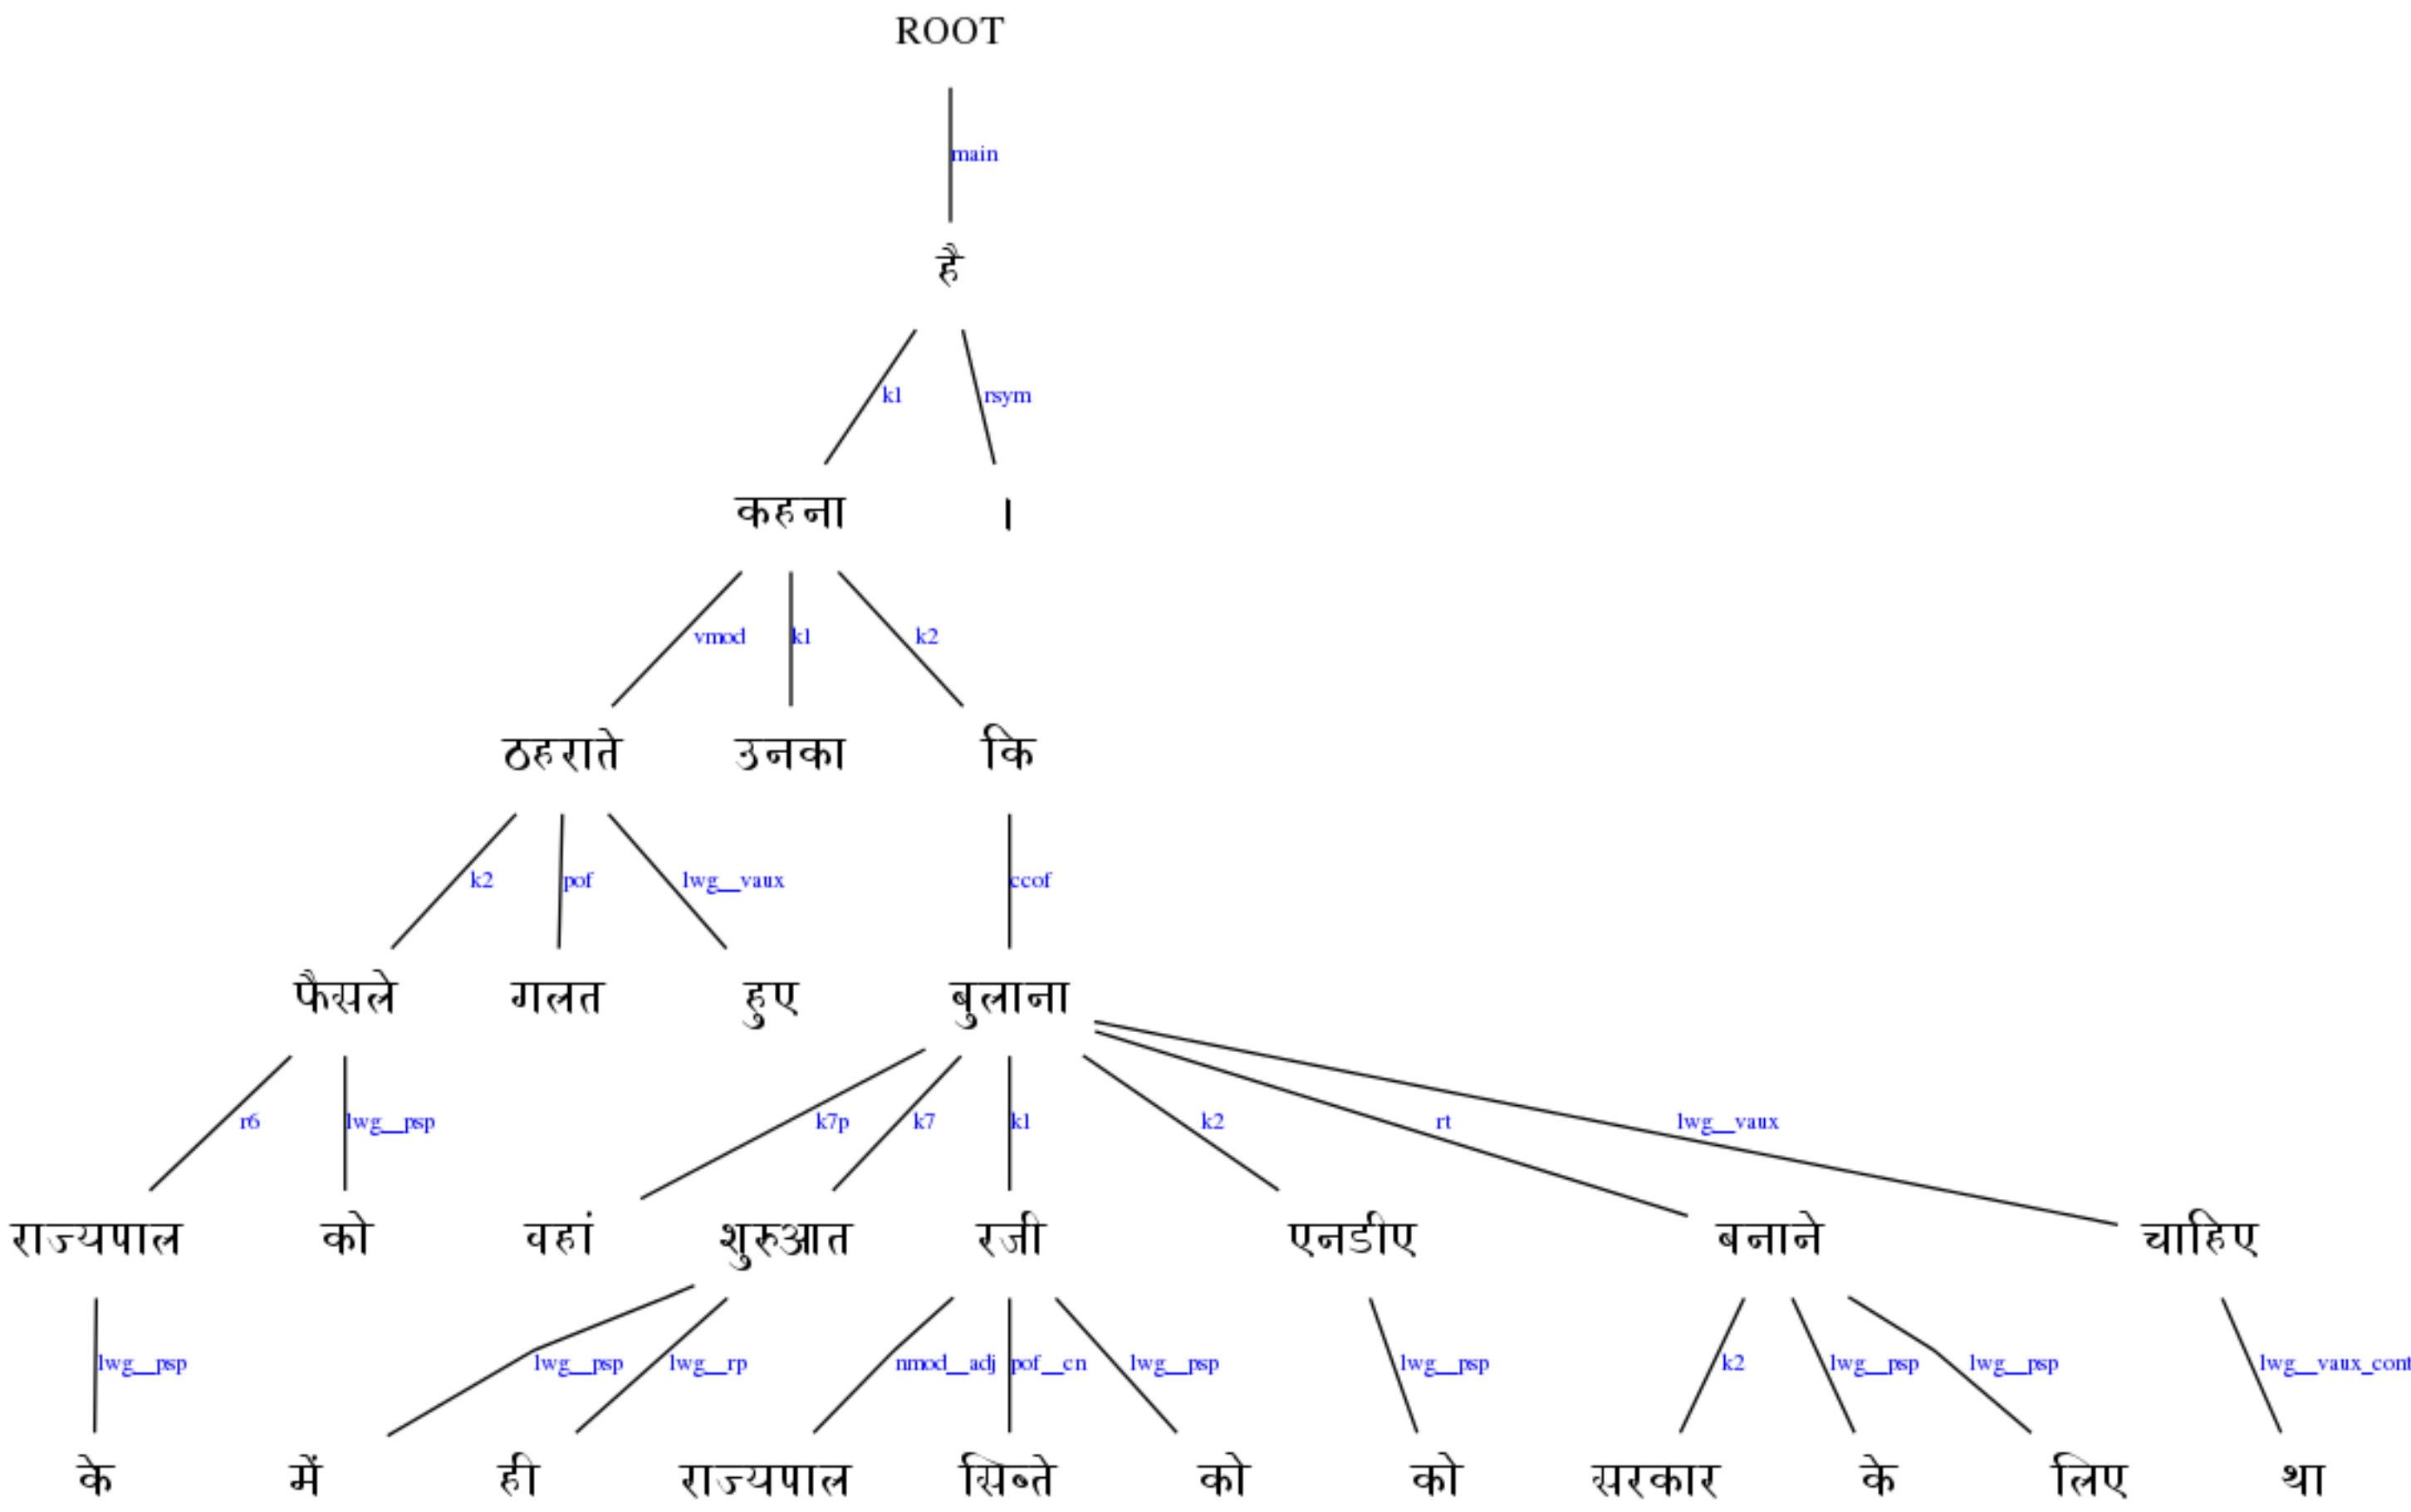 ROOT
main
है
k1 rsym
कहना ।
vmod k1 k2
ठहराते उनका कि
k2 pof lwg__vaux ccof
फैसले गलत हुए बुलाना
r6 lwg__psp k7p k7 k1 k2 rt lwg__vaux
राज्यपाल को वहां शुरुआत रजी एनडीए बनाने चाहिए
lwg__psp lwg__psp lwg__rp nmod__adj pof__cn lwg__psp lwg__psp k2 lwg__psp lwg__psp lwg__vaux_cont
के में ही राज्यपाल सिब्ते को को सरकार के लिए था